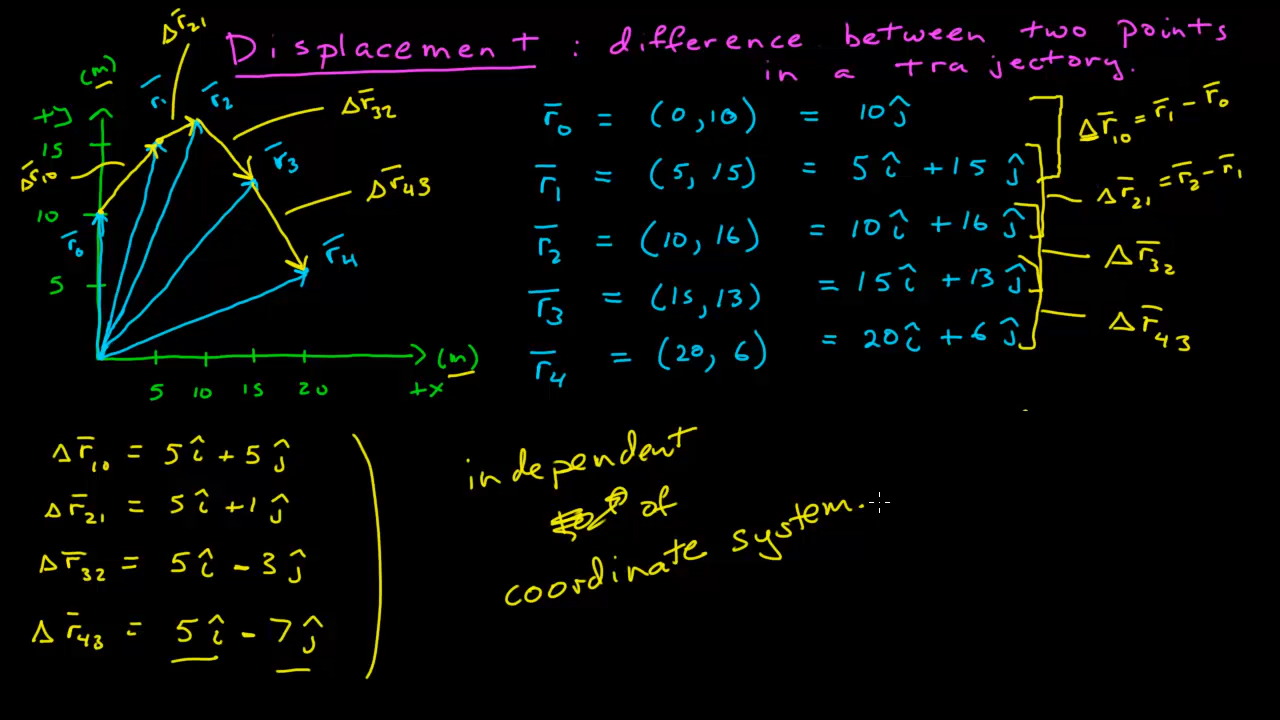 Displacement : difference between two points
in a trajectory.
Δr̄₂₁
(m)
+y
r̄₁
r̄₂
Δr̄₃₂
15
Δr̄₁₀
r̄₃
Δr̄₄₃
10
r̄₀
r̄₄
5
(m)
5 10 15 20 +x
r̄₀ = (0,10) = 10ĵ
r̄₁ = (5,15) = 5î + 15ĵ
r̄₂ = (10,16) = 10î + 16ĵ
r̄₃ = (15,13) = 15î + 13ĵ
r̄₄ = (20,6) = 20î + 6ĵ
Δr̄₁₀ = r̄₁ - r̄₀
Δr̄₂₁ = r̄₂ - r̄₁
Δr̄₃₂
Δr̄₄₃
Δr̄₁₀ = 5î + 5ĵ
Δr̄₂₁ = 5î + 1ĵ
Δr̄₃₂ = 5î - 3ĵ
Δr̄₄₃ = 5î - 7ĵ
independent
of
coordinate system.